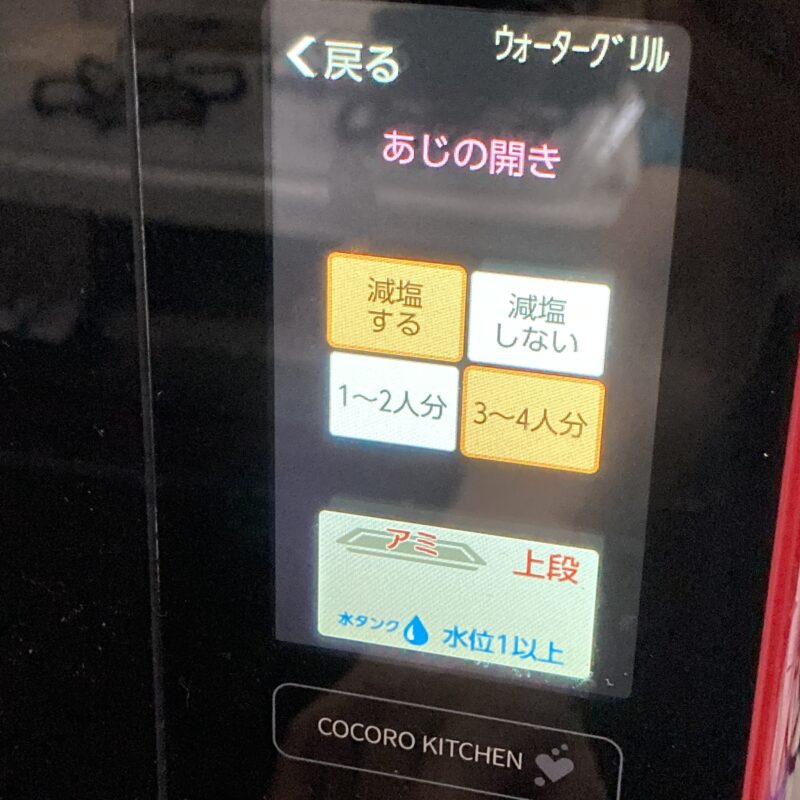 戻る
ウォーターグリル
あじの開き
減塩
する
減塩
しない
1～2人分
3～4人分
アミ
上段
水タンク 水位1以上
COCORO KITCHEN